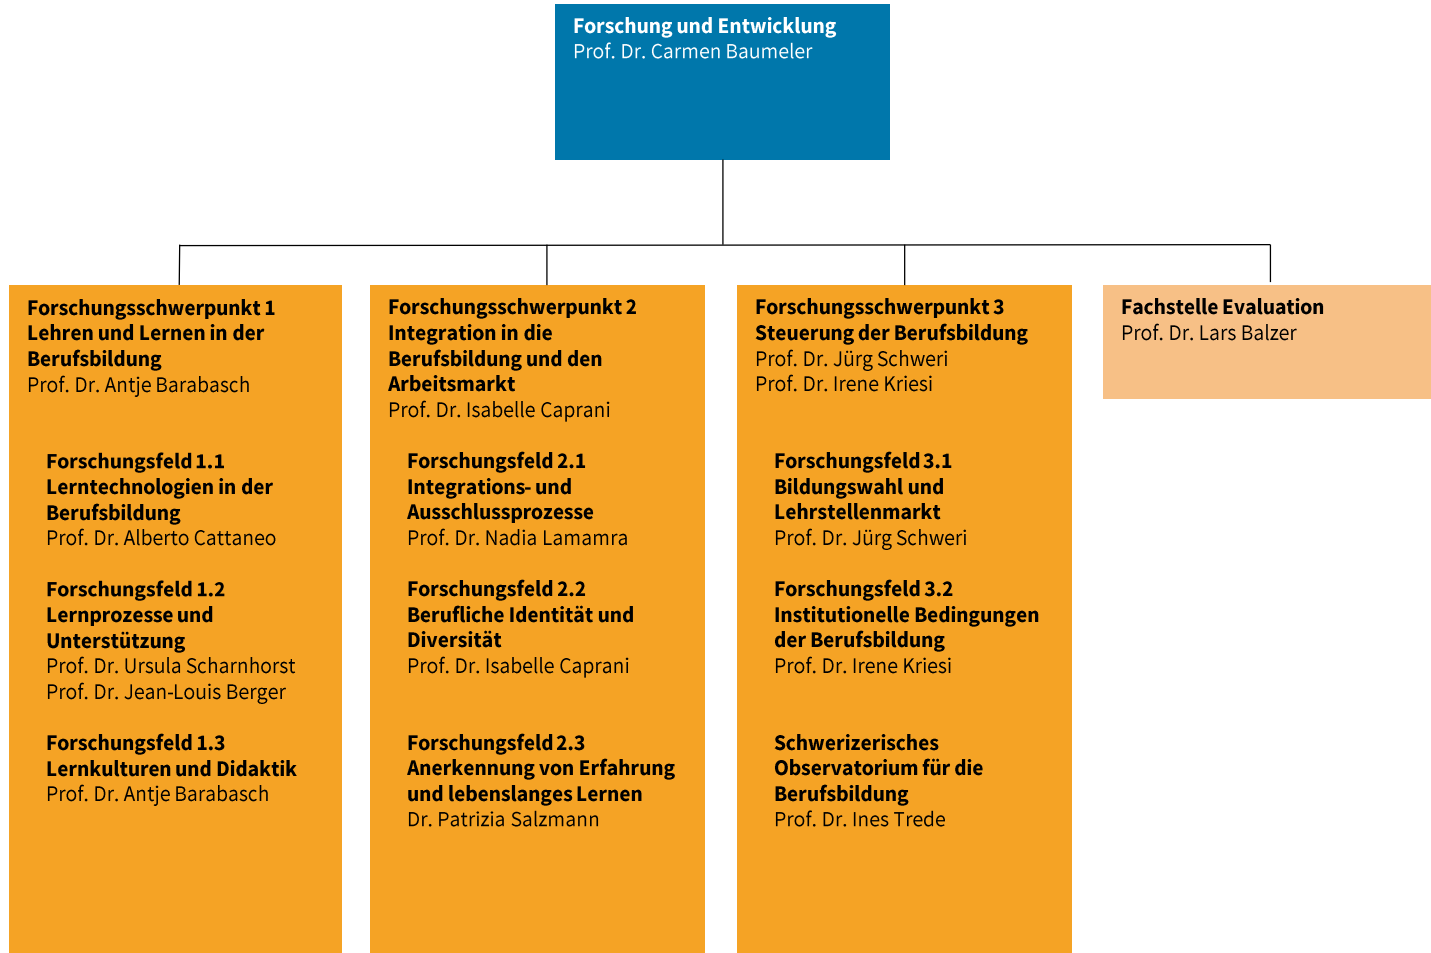 Forschung und Entwicklung
Prof. Dr. Carmen Baumeler
Forschungsschwerpunkt 1
Lehren und Lernen in der
Berufsbildung
Prof. Dr. Antje Barabasch
Forschungsfeld 1.1
Lerntechnologien in der
Berufsbildung
Prof. Dr. Alberto Cattaneo
Forschungsfeld 1.2
Lernprozesse und
Unterstützung
Prof. Dr. Ursula Scharnhorst
Prof. Dr. Jean-Louis Berger
Forschungsfeld 1.3
Lernkulturen und Didaktik
Prof. Dr. Antje Barabasch
Forschungsschwerpunkt 2
Integration in die
Berufsbildung und den
Arbeitsmarkt
Prof. Dr. Isabelle Caprani
Forschungsfeld 2.1
Integrations- und
Ausschlussprozesse
Prof. Dr. Nadia Lamamra
Forschungsfeld 2.2
Berufliche Identität und
Diversität
Prof. Dr. Isabelle Caprani
Forschungsfeld 2.3
Anerkennung von Erfahrung
und lebenslanges Lernen
Dr. Patrizia Salzmann
Forschungsschwerpunkt 3
Steuerung der Berufsbildung
Prof. Dr. Jürg Schweri
Prof. Dr. Irene Kriesi
Forschungsfeld 3.1
Bildungswahl und
Lehrstellenmarkt
Prof. Dr. Jürg Schweri
Forschungsfeld 3.2
Institutionelle Bedingungen
der Berufsbildung
Prof. Dr. Irene Kriesi
Schwerizerisches
Observatorium für die
Berufsbildung
Prof. Dr. Ines Trede
Fachstelle Evaluation
Prof. Dr. Lars Balzer